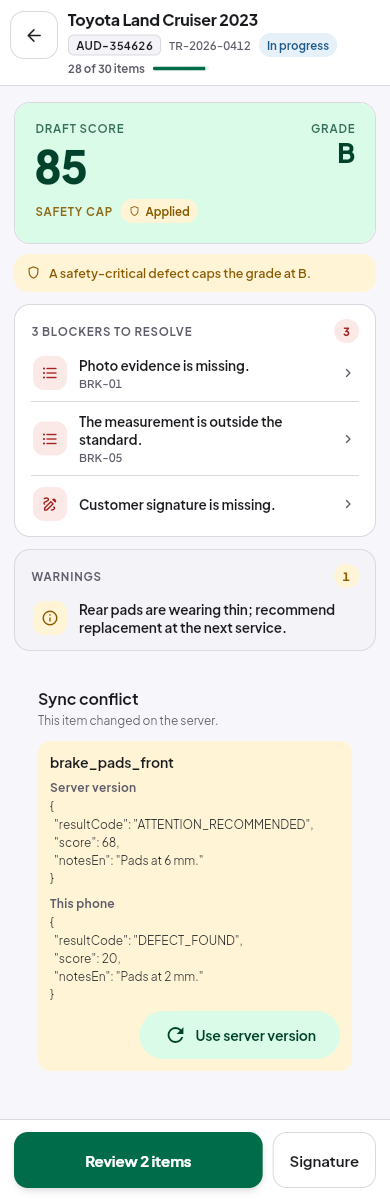 Toyota Land Cruiser 2023
AUD-354626 TR-2026-0412 In progress
28 of 30 items
DRAFT SCORE GRADE
85 B
SAFETY CAP Applied
A safety-critical defect caps the grade at B.
3 BLOCKERS TO RESOLVE 3
Photo evidence is missing.
BRK-01
The measurement is outside the
standard.
BRK-05
Customer signature is missing.
WARNINGS 1
Rear pads are wearing thin; recommend
replacement at the next service.
Sync conflict
This item changed on the server.
brake_pads_front
Server version
{
"resultCode": "ATTENTION_RECOMMENDED",
"score": 68,
"notesEn": "Pads at 6 mm."
}
This phone
{
"resultCode": "DEFECT_FOUND",
"score": 20,
"notesEn": "Pads at 2 mm."
}
Use server version
Review 2 items Signature